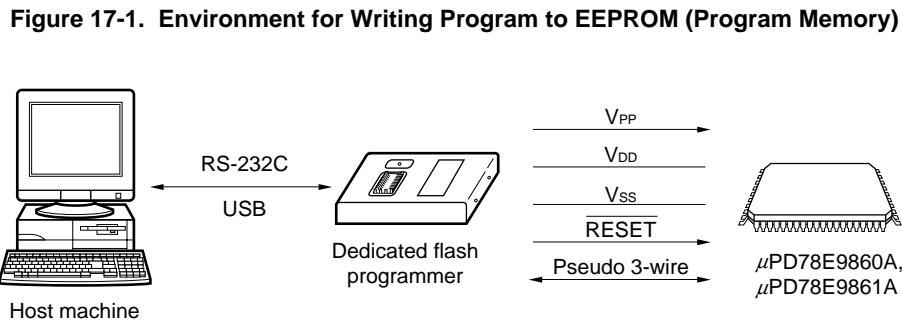 Figure 17-1. Environment for Writing Program to EEPROM (Program Memory)
RS-232C
USB
Host machine
Dedicated flash
programmer
VPP
VDD
VSS
RESET
Pseudo 3-wire
μPD78E9860A,
μPD78E9861A